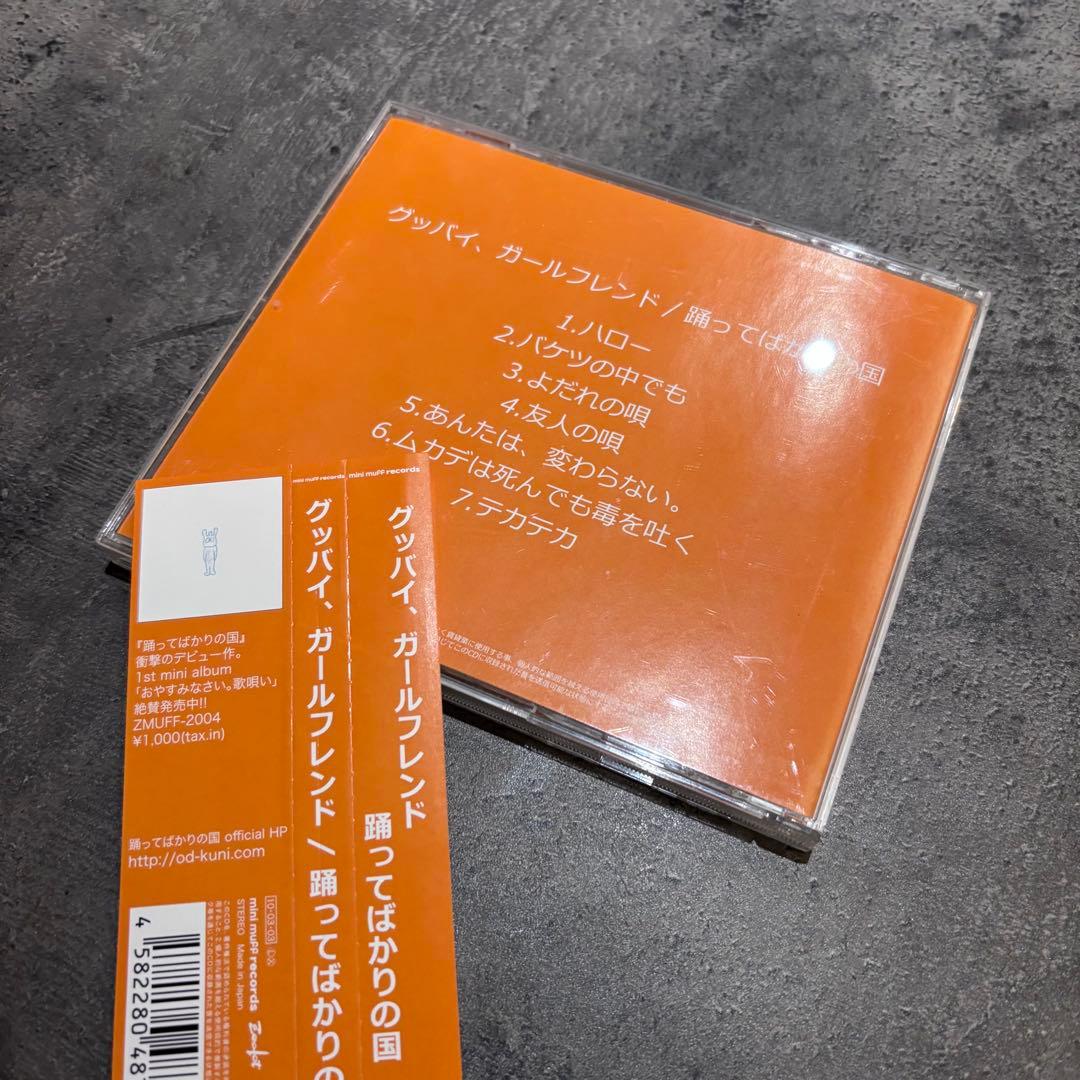 グッバイ、ガールフレンド/踊ってばかりの国
1.ハロー
2.バケツの中でも
3.よだれの唄
4.友人の唄
5.あんたは、変わらない。
6.ムカデは死んでも毒を吐く
7.テカテカ
mini muff records
mini muff records
グッバイ、ガールフレンド
踊ってばかりの国
グッバイ、ガールフレンド/踊ってばかりの
『踊ってばかりの国』
衝撃のデビュー作。
1st mini album
「おやすみなさい。歌唄い」
絶賛発売中!!
ZMUFF-2004
¥1,000(tax.in)
踊ってばかりの国 official HP
http://od-kuni.com
10・03・03
mini muff records
STEREO Made in Japan
4 582280 48